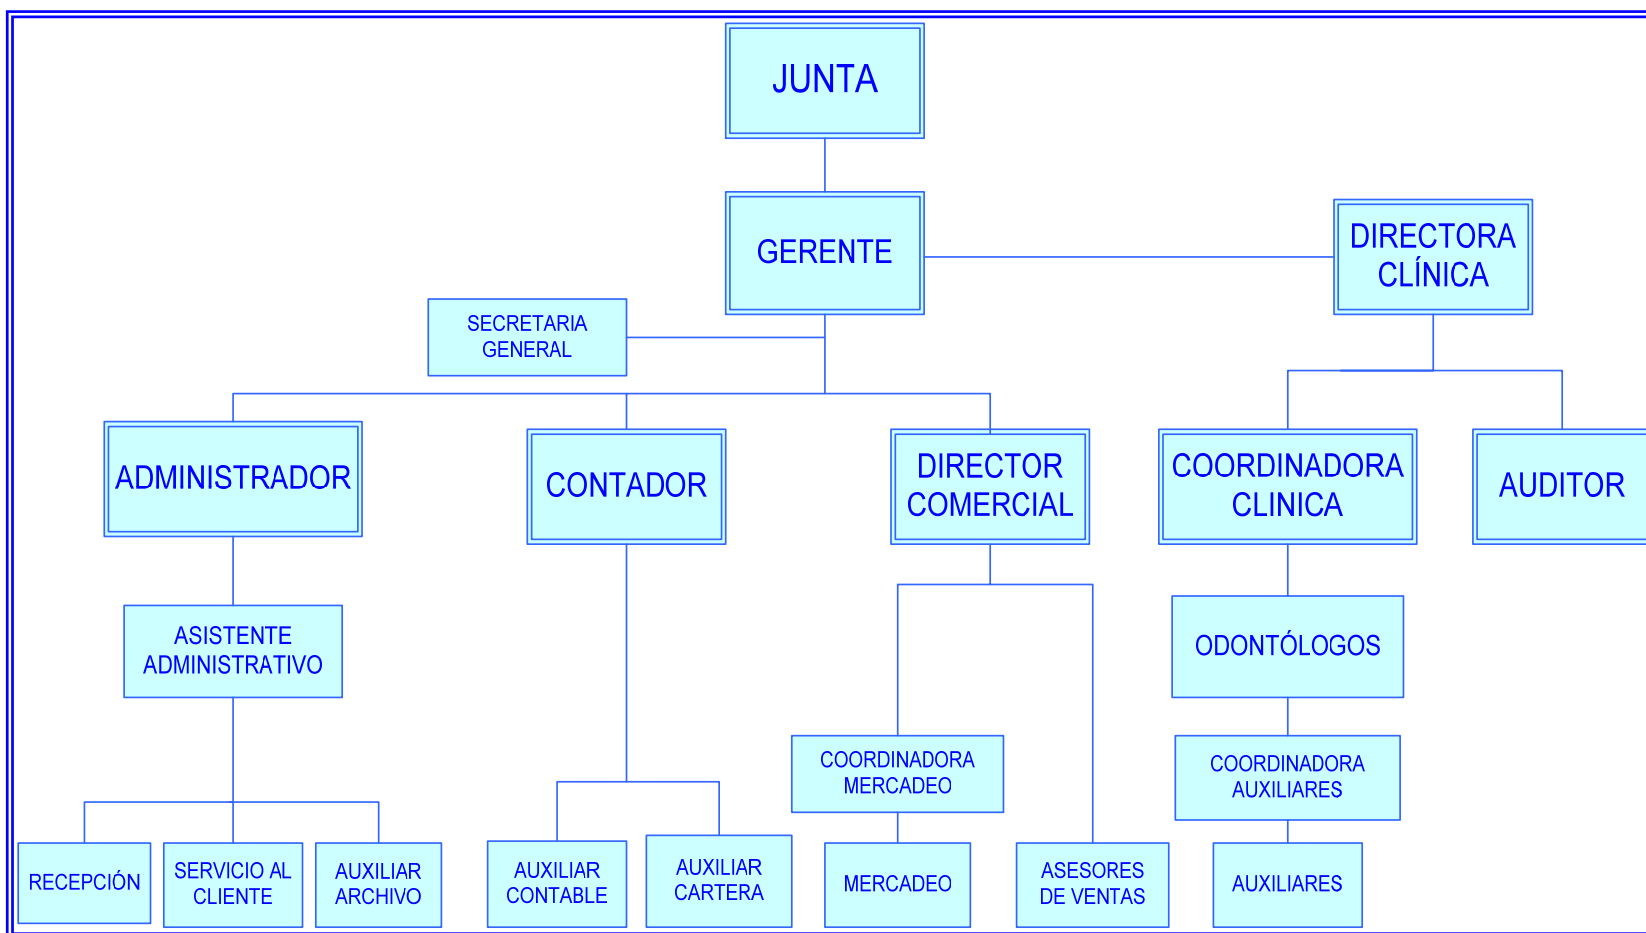 JUNTA
GERENTE
DIRECTORA
CLÍNICA
SECRETARIA
GENERAL
ADMINISTRADOR
CONTADOR
DIRECTOR
COMERCIAL
COORDINADORA
CLINICA
AUDITOR
ASISTENTE
ADMINISTRATIVO
ODONTÓLOGOS
COORDINADORA
MERCADEO
COORDINADORA
AUXILIARES
RECEPCIÓN
SERVICIO AL
CLIENTE
AUXILIAR
ARCHIVO
AUXILIAR
CONTABLE
AUXILIAR
CARTERA
MERCADEO
ASESORES
DE VENTAS
AUXILIARES